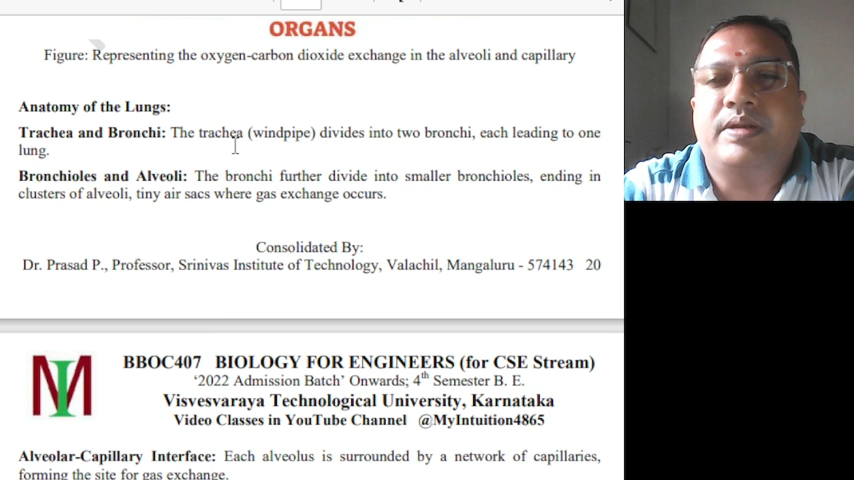 ORGANS
Figure: Representing the oxygen-carbon dioxide exchange in the alveoli and capillary
Anatomy of the Lungs:
Trachea and Bronchi: The trachea (windpipe) divides into two bronchi, each leading to one
lung.
Bronchioles and Alveoli: The bronchi further divide into smaller bronchioles, ending in
clusters of alveoli, tiny air sacs where gas exchange occurs.
Consolidated By:
Dr. Prasad P., Professor, Srinivas Institute of Technology, Valachil, Mangaluru - 574143 20
MI
BBOC407 BIOLOGY FOR ENGINEERS (for CSE Stream)
‘2022 Admission Batch’ Onwards; 4th Semester B. E.
Visvesvaraya Technological University, Karnataka
Video Classes in YouTube Channel @MyIntuition4865
Alveolar-Capillary Interface: Each alveolus is surrounded by a network of capillaries,
forming the site for gas exchange.